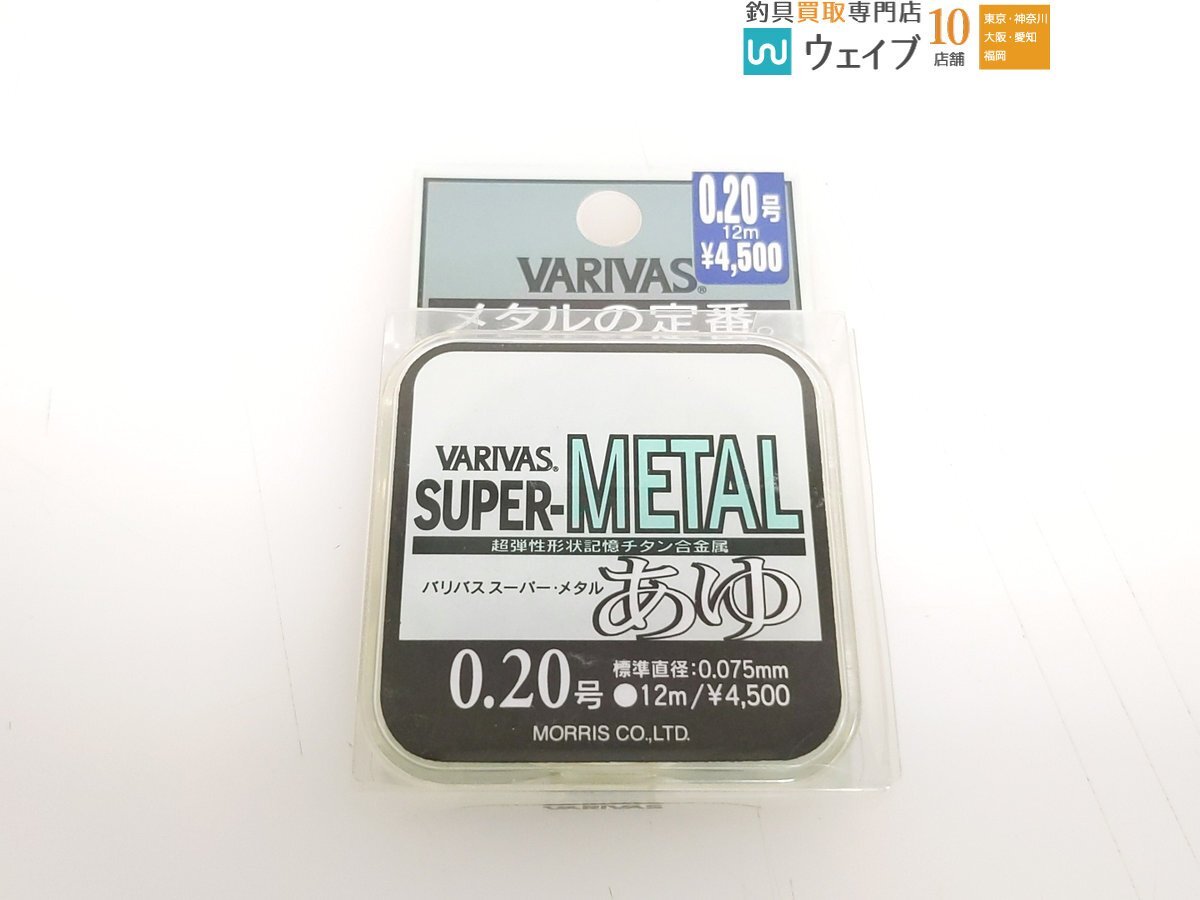 釣具買取専門店
ウェイブ
10
店舗
東京・神奈川
大阪・愛知
福岡
0.20号
12m
¥4,500
VARIVAS®
メタルの定番。
VARIVAS®
SUPER-METAL
超弾性形状記憶チタン合金属
バリバス スーパー・メタル あゆ
0.20号
標準直径:0.075mm
●12m/¥4,500
MORRIS CO.,LTD.
VARIVAS